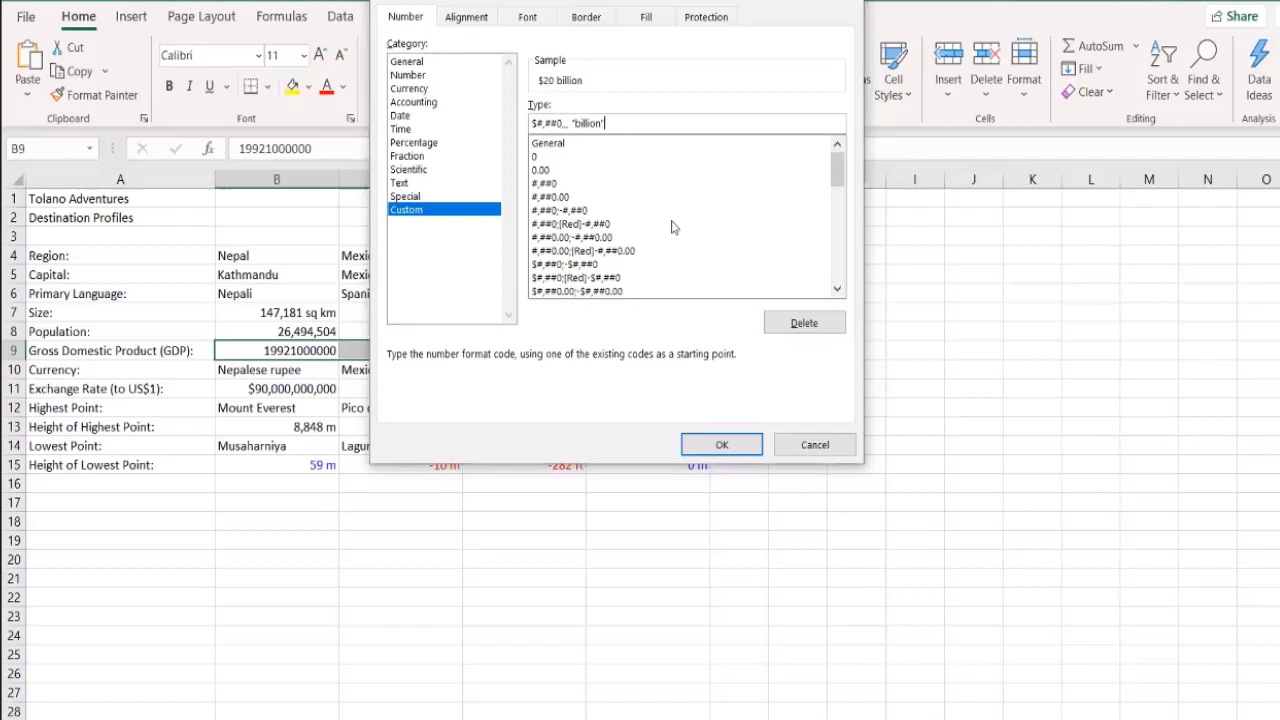 File Home Insert Page Layout Formulas Data Share
Number Alignment Font Border Fill Protection
Paste Cut Copy Format Painter
Clipboard
Calibri 11 A A
B I U A
Font
Cell Styles
Insert Delete Format
Cells
AutoSum Fill Clear
Sort & Filter Find & Select
Editing
Data Ideas
Analysis
B9 fx 19921000000
Category:
General
Number
Currency
Accounting
Date
Time
Percentage
Fraction
Scientific
Text
Special
Custom
Sample
$20 billion
Type:
$#,##0,,, "billion"
General
0
0.00
#,##0
#,##0.00
#,##0;-#,##0
#,##0;[Red]-#,##0
#,##0.00;-#,##0.00
#,##0.00;[Red]-#,##0.00
$#,##0;-$#,##0
$#,##0;[Red]-$#,##0
$#,##0.00;-$#,##0.00
Delete
Type the number format code, using one of the existing codes as a starting point.
OK Cancel
A B I J K L M N O
1 Tolano Adventures
2 Destination Profiles
3
4 Region: Nepal
5 Capital: Kathmandu
6 Primary Language: Nepali
7 Size: 147,181 sq km
8 Population: 26,494,504
9 Gross Domestic Product (GDP): 19921000000
10 Currency: Nepalese rupee
11 Exchange Rate (to US$1): $90,000,000,000
12 Highest Point: Mount Everest Pico
13 Height of Highest Point: 8,848 m
14 Lowest Point: Musaharniya
15 Height of Lowest Point: 59 m -10 m -282 ft 0 m
16
17
18
19
20
21
22
23
24
25
26
27
28